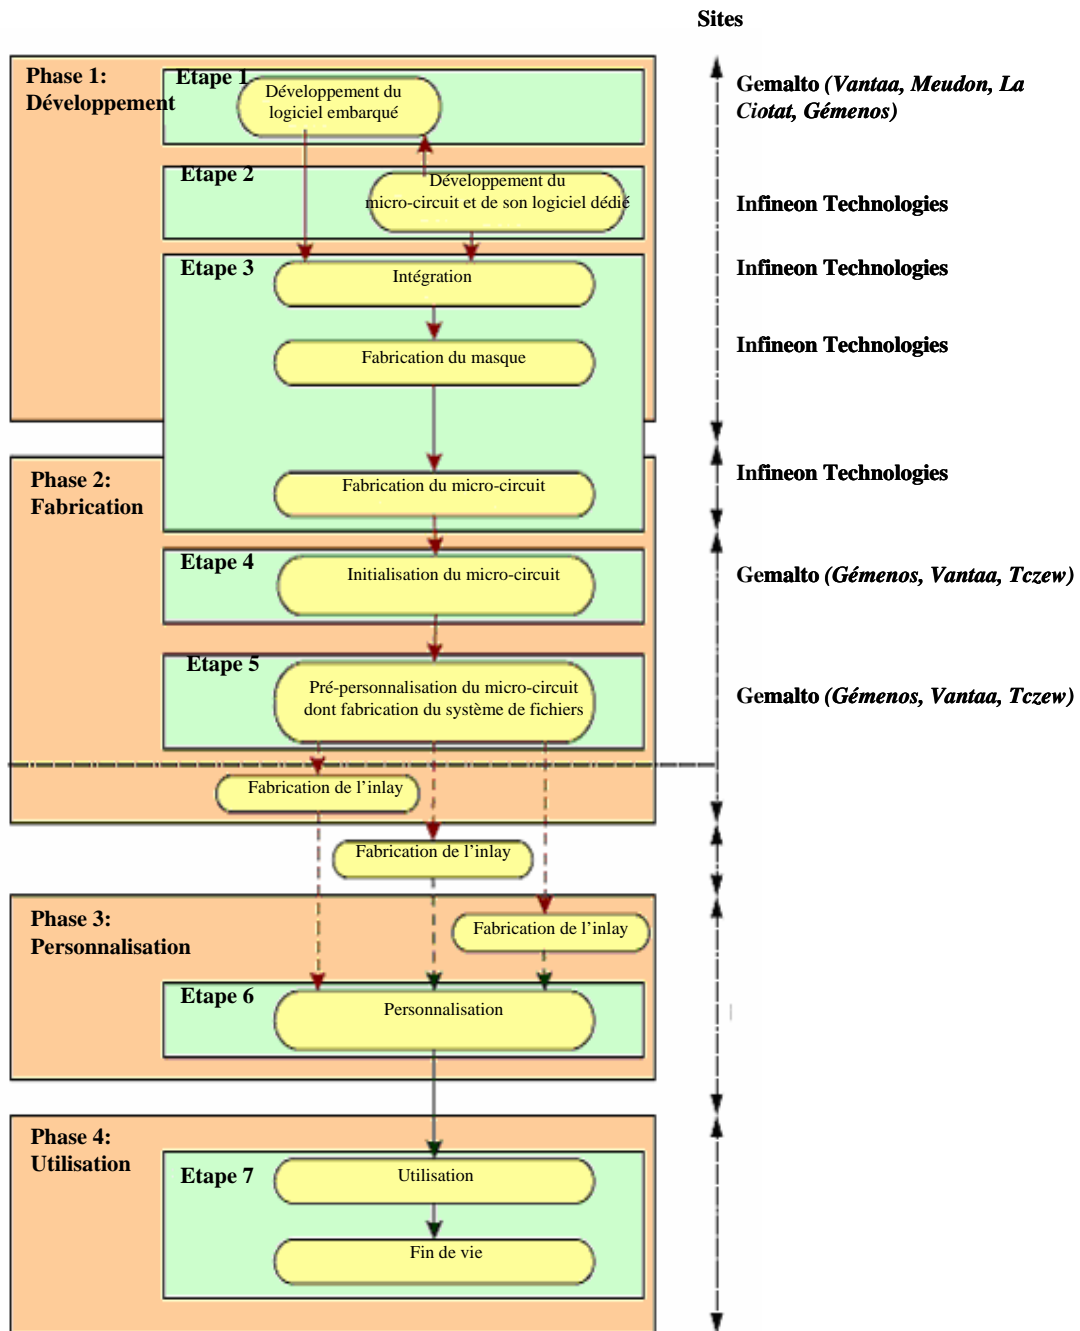 Sites
Phase 1:
Développement
Etape 1
Développement du
logiciel embarqué
Gemalto (Vantaa, Meudon, La
Ciotat, Gémenos)
Etape 2
Développement du
micro-circuit et de son logiciel dédié
Infineon Technologies
Etape 3
Intégration
Infineon Technologies
Fabrication du masque
Infineon Technologies
Phase 2:
Fabrication
Fabrication du micro-circuit
Infineon Technologies
Etape 4
Initialisation du micro-circuit
Gemalto (Gémenos, Vantaa, Tczew)
Etape 5
Pré-personnalisation du micro-circuit
dont fabrication du système de fichiers
Gemalto (Gémenos, Vantaa, Tczew)
Fabrication de l’inlay
Fabrication de l’inlay
Phase 3:
Personnalisation
Fabrication de l’inlay
Etape 6
Personnalisation
Phase 4:
Utilisation
Etape 7
Utilisation
Fin de vie